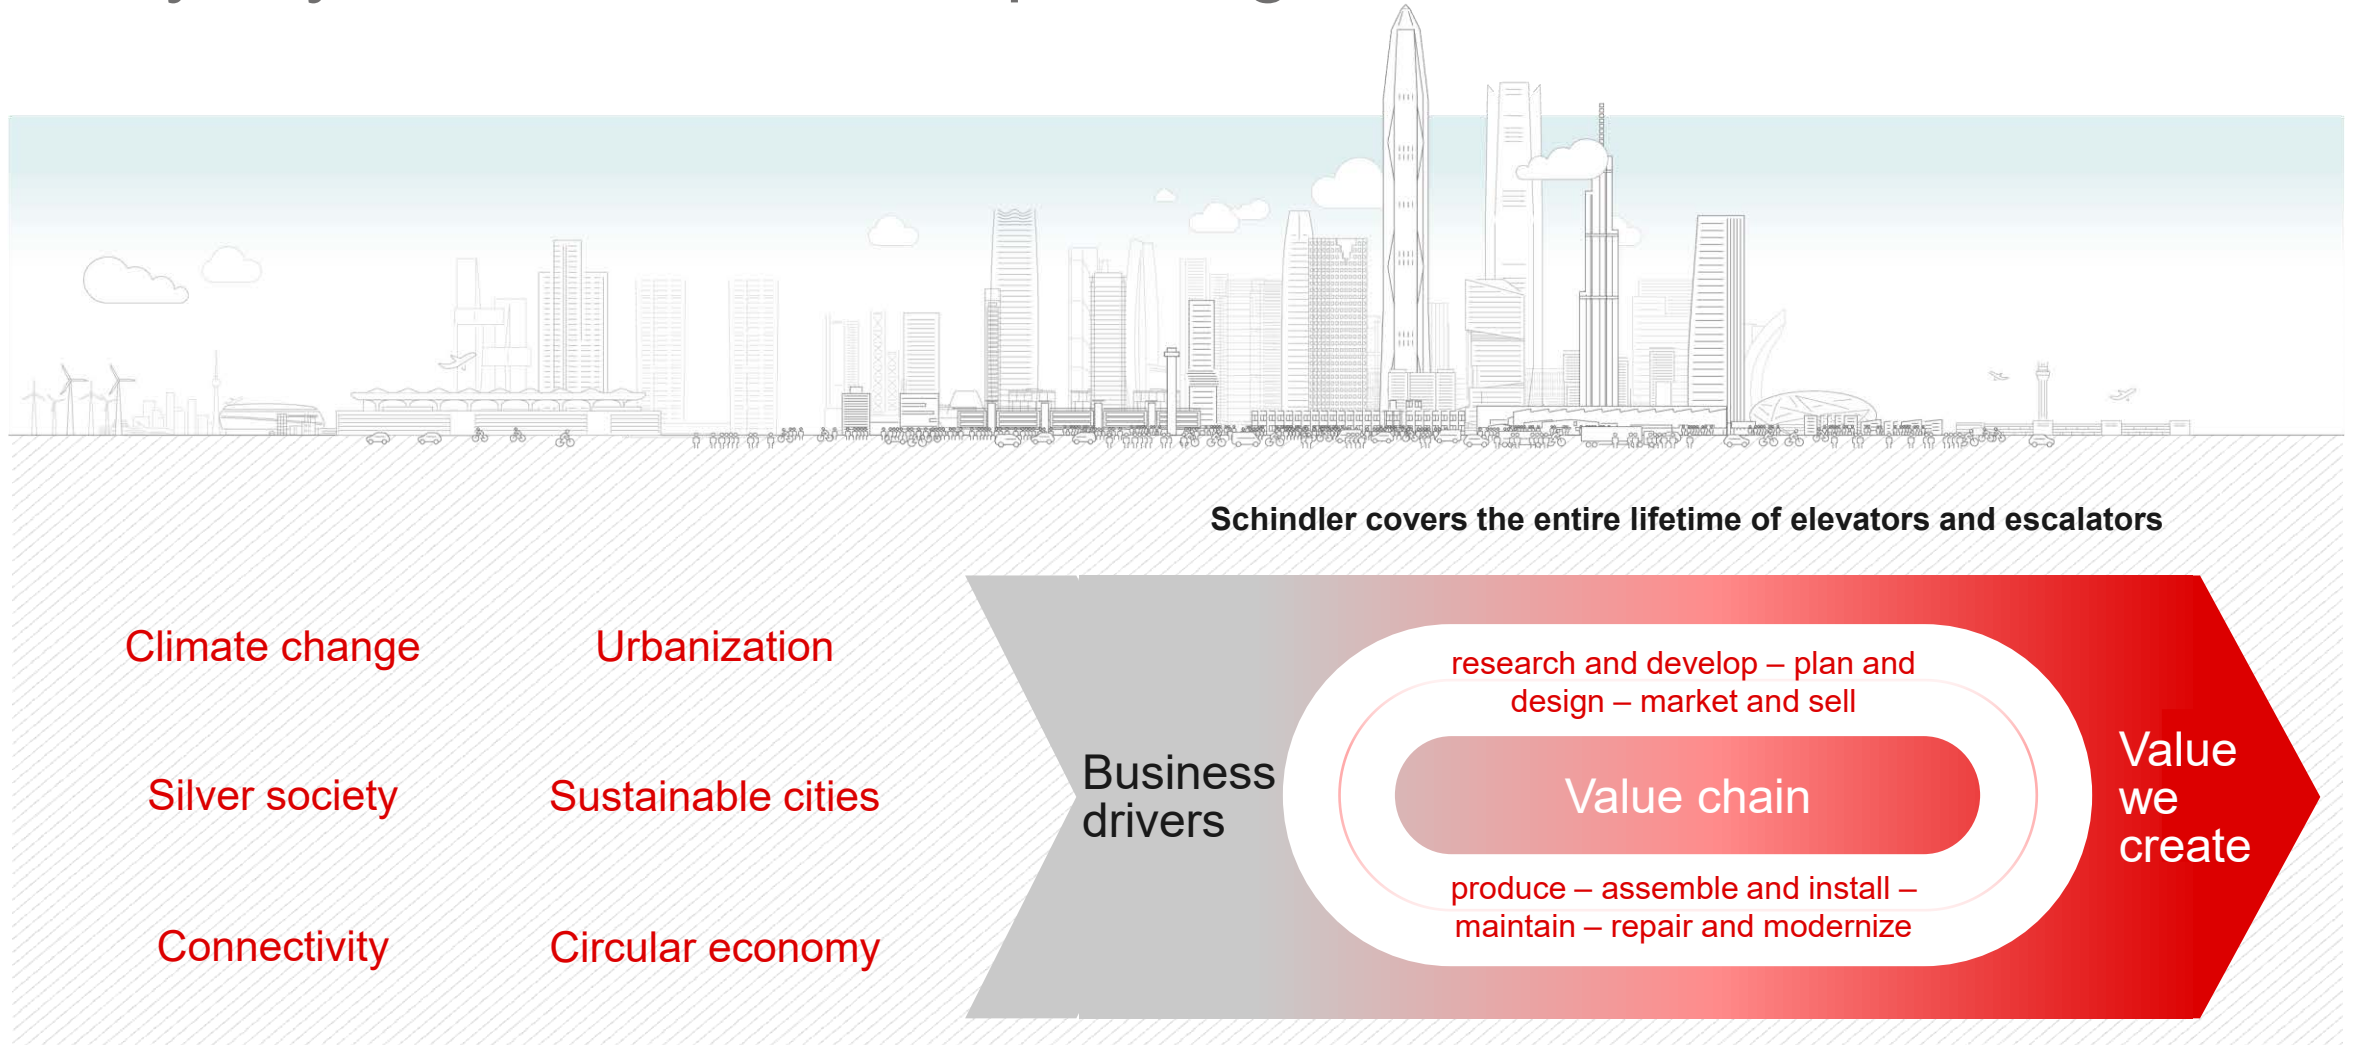 Schindler covers the entire lifetime of elevators and escalators
Climate change
Urbanization
Silver society
Sustainable cities
Connectivity
Circular economy
Business
drivers
research and develop – plan and
design – market and sell
Value chain
produce – assemble and install –
maintain – repair and modernize
Value
we
create